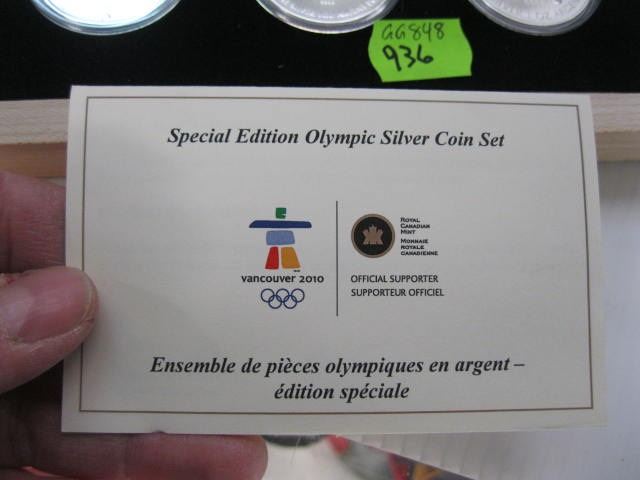 GG848
936
Special Edition Olympic Silver Coin Set
vancouver 2010
ROYAL
CANADIAN
MINT
MONNAIE
ROYALE
CANADIENNE
OFFICIAL SUPPORTER
SUPPORTEUR OFFICIEL
Ensemble de pièces olympiques en argent –
édition spéciale